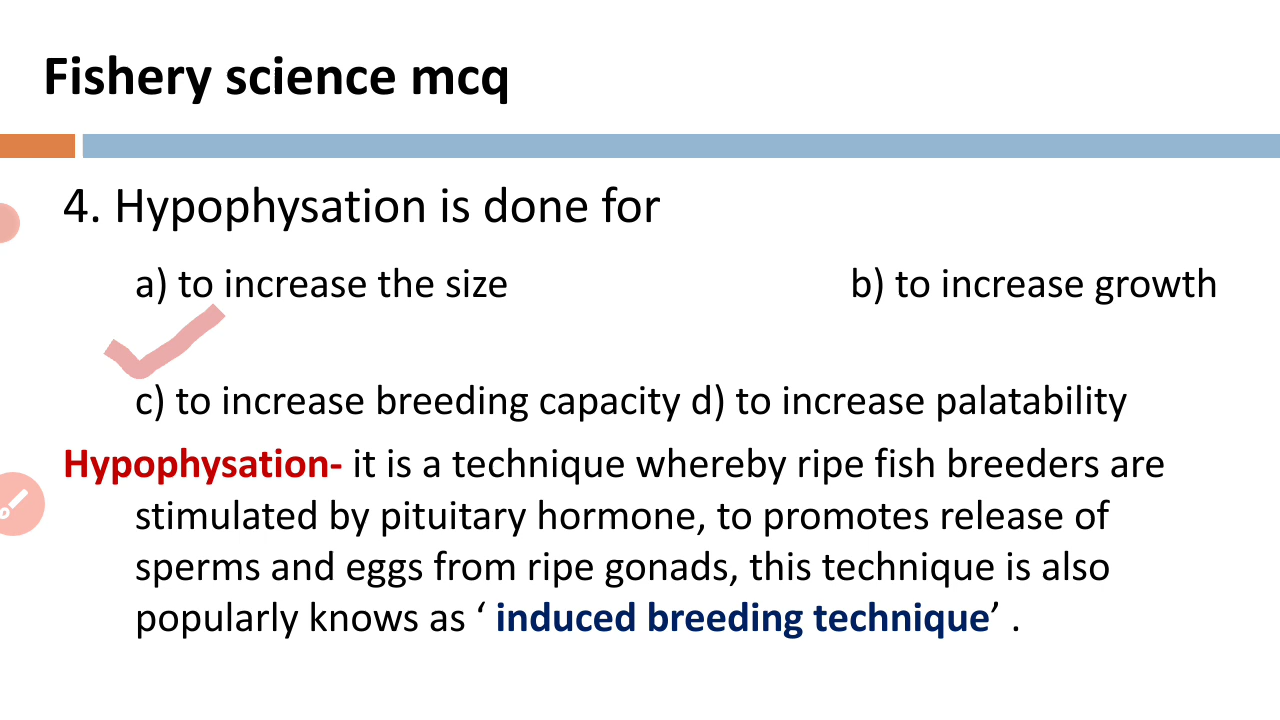 Fishery science mcq
4. Hypophysation is done for
a) to increase the size b) to increase growth
c) to increase breeding capacity d) to increase palatability
Hypophysation- it is a technique whereby ripe fish breeders are
stimulated by pituitary hormone, to promotes release of
sperms and eggs from ripe gonads, this technique is also
popularly knows as ‘ induced breeding technique’ .